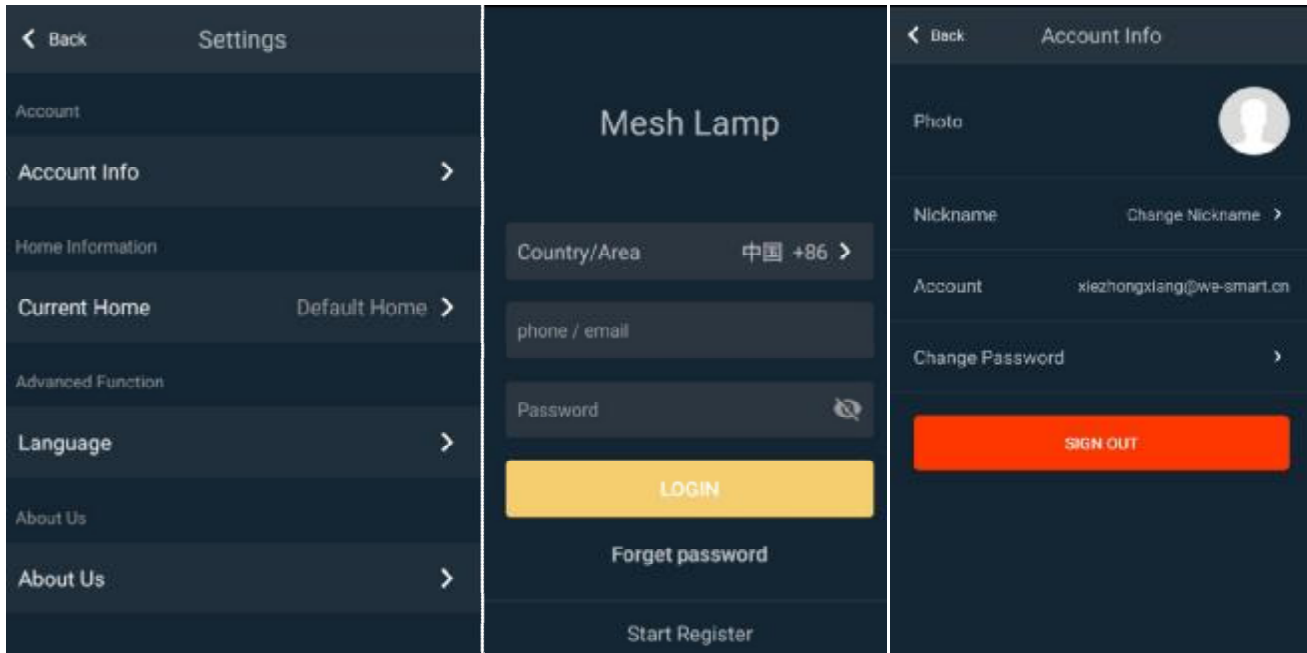 Back Settings
Account
Account Info
Home Information
Current Home Default Home
Advanced Function
Language
About Us
About Us
Mesh Lamp
Country/Area 中国 +86
phone / email
Password
LOGIN
Forget password
Start Register
Back Account Info
Photo
Nickname Change Nickname
Account xiezhongxiang@we-smart.cn
Change Password
SIGN OUT